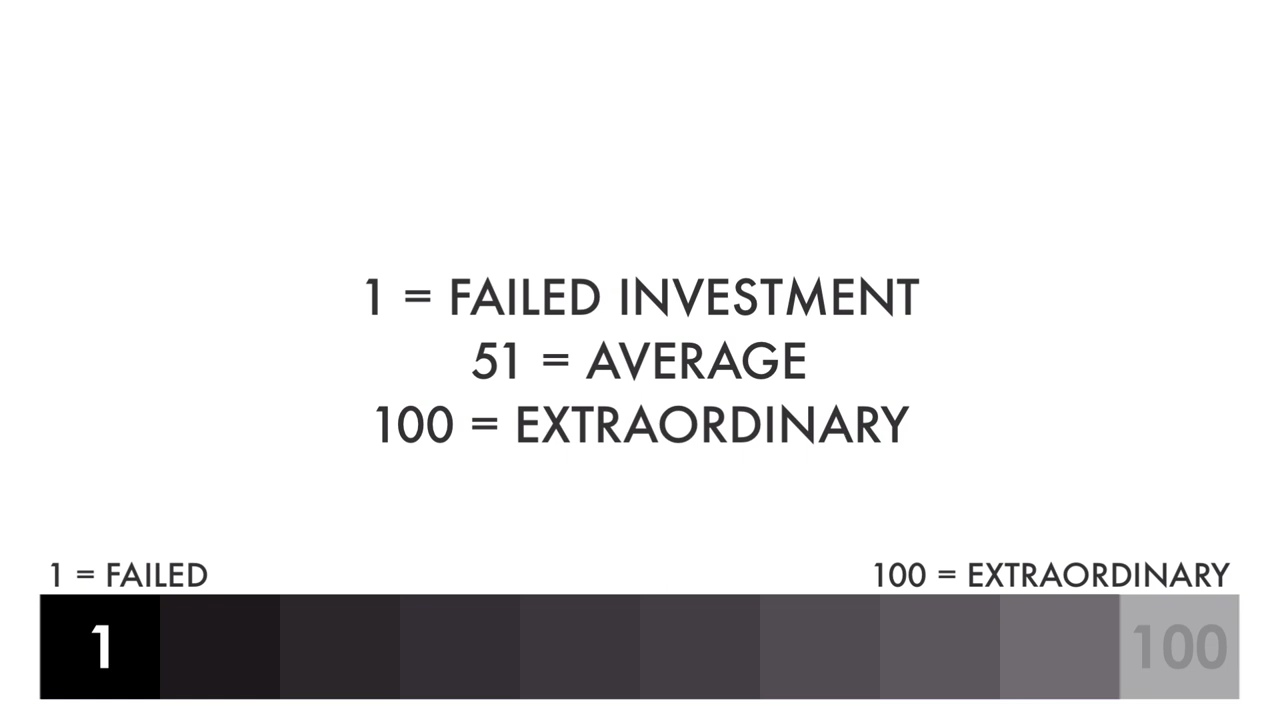 1 = FAILED INVESTMENT
51 = AVERAGE
100 = EXTRAORDINARY
1 = FAILED
100 = EXTRAORDINARY
1
100